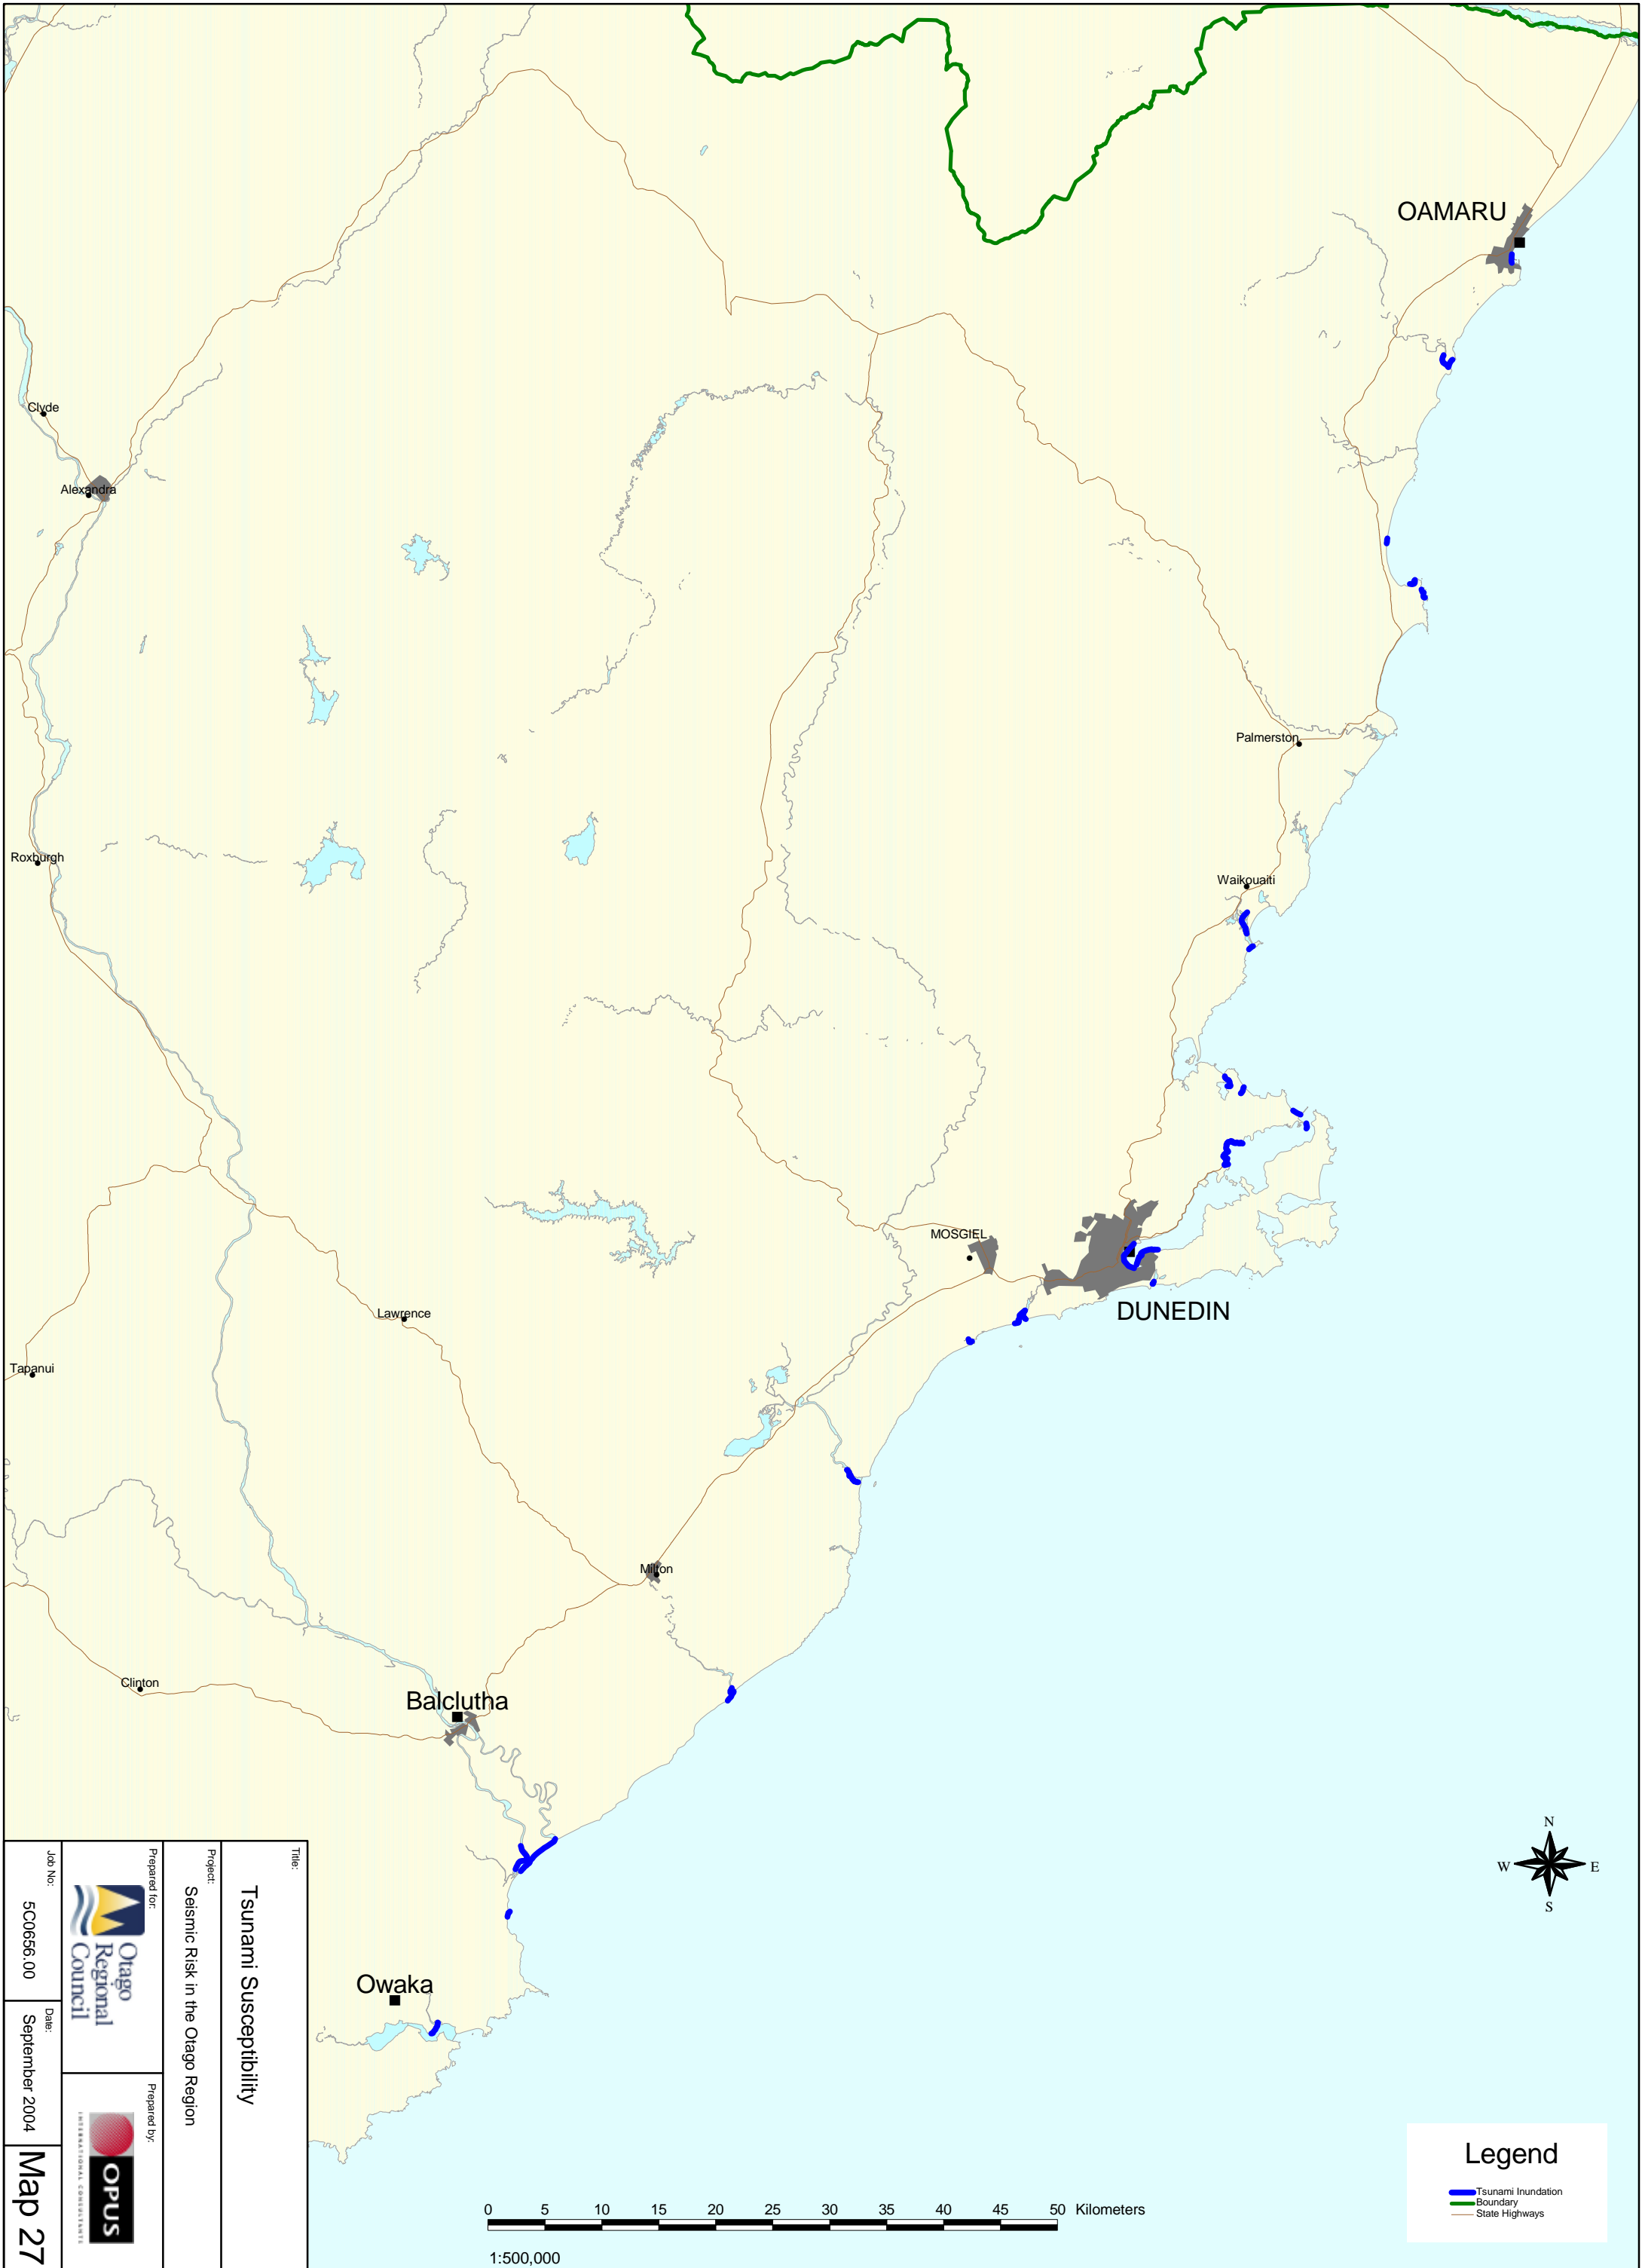 OAMARU
Clyde
Alexandra
Palmerston
Roxburgh
Waikouaiti
MOSGIEL
DUNEDIN
Lawrence
Tapanui
Milton
Clinton
Balclutha
Owaka
N
W E
S
Title:
Tsunami Susceptibility
Project:
Seismic Risk in the Otago Region
Prepared for:
Otago
Regional
Council
Prepared by:
OPUS
INTERNATIONAL CONSULTANTS
Job No:
5C0656.00
Date:
September 2004
Map 27
0 5 10 15 20 25 30 35 40 45 50 Kilometers
1:500,000
Legend
Tsunami Inundation
Boundary
State Highways